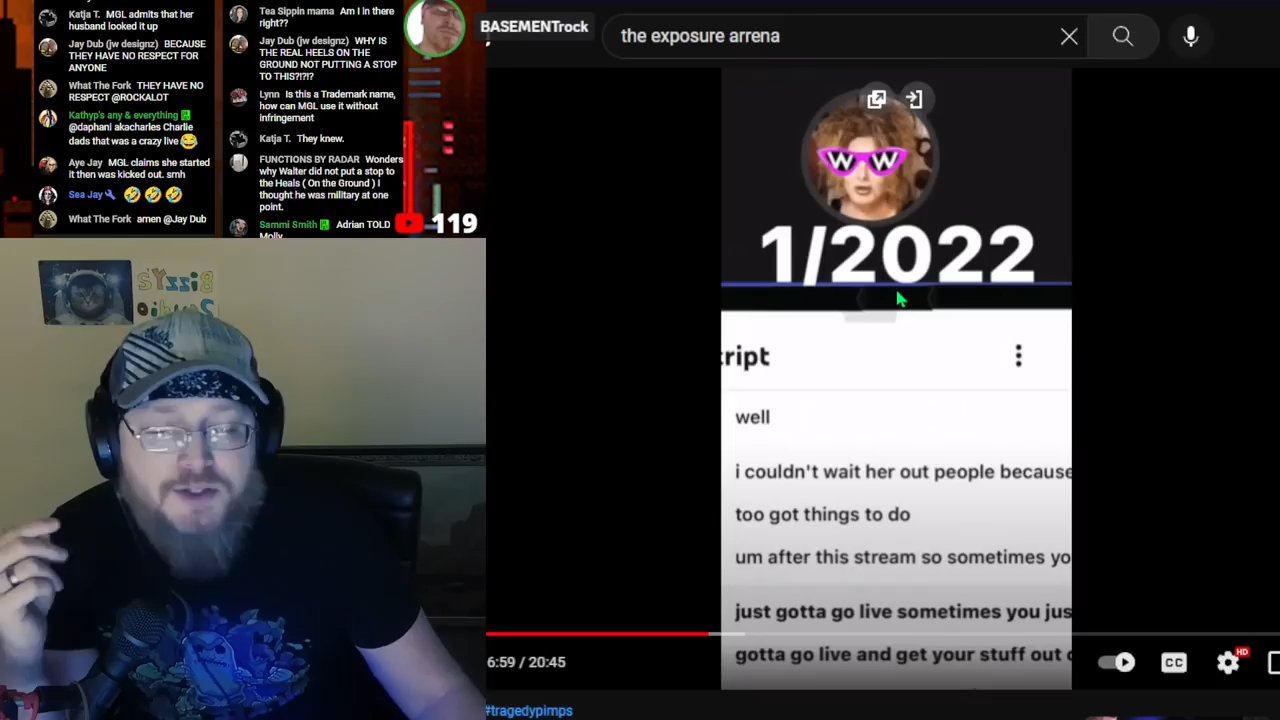 Katja T. MGL admits that her
husband looked it up
Jay Dub (jw designz) BECAUSE
THEY HAVE NO RESPECT FOR
ANYONE
What The Fork THEY HAVE NO
RESPECT @ROCKALOT
Kathyp's any & everything
@daphani akacharles Charlie
dads that was a crazy live😂
Aye Jay MGL claims she started
it then was kicked out. smh
Sea Jay 🤣 🤣 🤣
What The Fork amen @Jay Dub
Tea Sippin mama Am I in there
right??
Jay Dub (jw designz) WHY IS
THE REAL HEELS ON THE
GROUND NOT PUTTING A STOP
TO THIS?!?!?
Lynn Is this a Trademark name,
how can MGL use it without
infringement
Katja T. They knew.
FUNCTIONS BY RADAR Wonders
why Walter did not put a stop to
the Heals ( On the Ground ) I
thought he was military at one
point.
Sammi Smith Adrian TOLD
Molly
119
BASEMENTrock
the exposure arrena
W W
1/2022
cript
well
i couldn't wait her out people because
too got things to do
um after this stream so sometimes yo
just gotta go live sometimes you jus
gotta go live and get your stuff out o
6:59 / 20:45
CC
HD
#tragedypimps
BizzY's
Studio